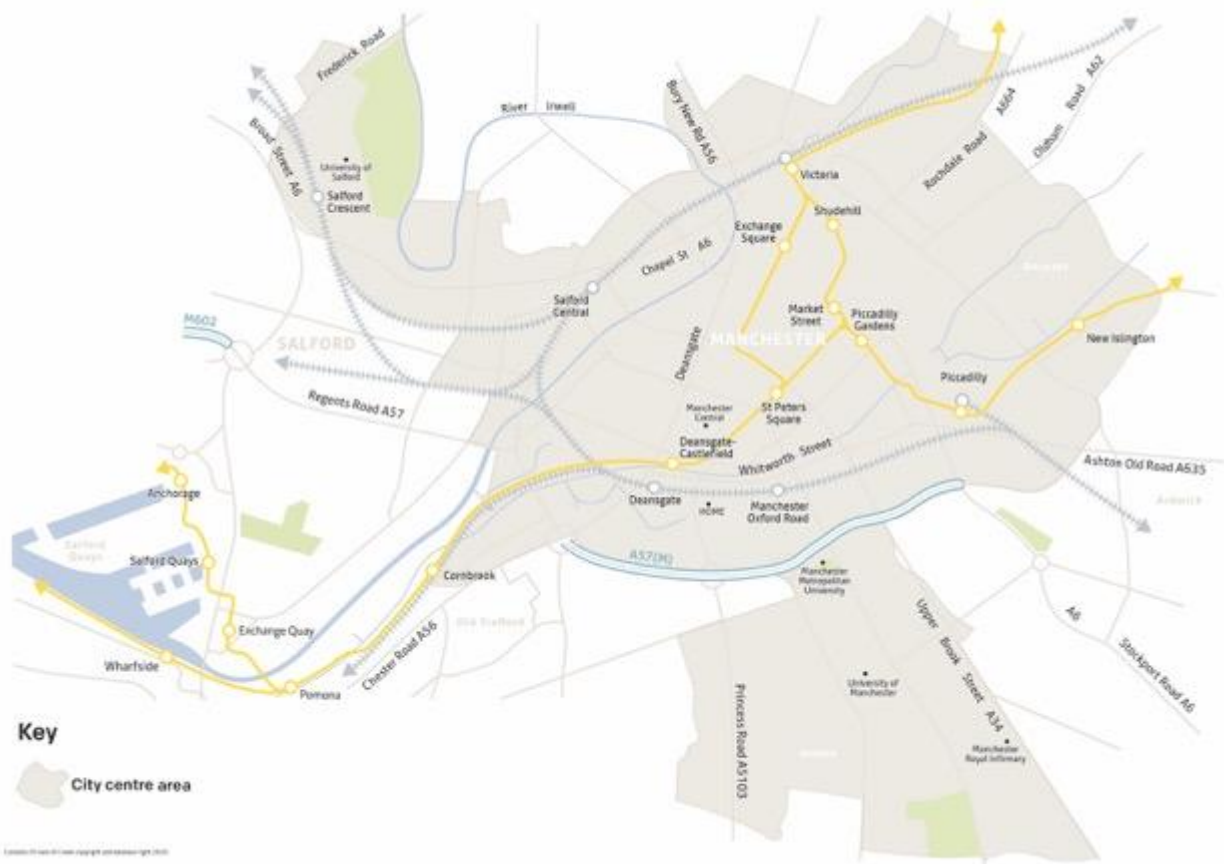 Frederick Road
Broad Street A6
University of
Salford
Salford
Crescent
River Irwell
Bury New Rd A56
Rochdale Road A664
Oldham Road A62
Victoria
Shudehill
Exchange
Square
Chapel St A6
Salford
Central
Market
Street
Piccadilly
Gardens
New Islington
M602
SALFORD
MANCHESTER
Deansgate
Piccadilly
Regents Road A57
Manchester
Central
St Peters
Square
Deansgate-
Castlefield
Whitworth Street
Ashton Old Road A635
Ardwick
Anchorage
Deansgate
HOME
Manchester
Oxford Road
Salford
Quays
Salford Quays
Cornbrook
A57(M)
Manchester
Metropolitan
University
Exchange Quay
Old Trafford
Chester Road A56
Upper Brook Street A34
A6
Stockport Road A6
Wharfside
Pomona
University of
Manchester
Princess Road A5103
Manchester
Royal Infirmary
Key
City centre area